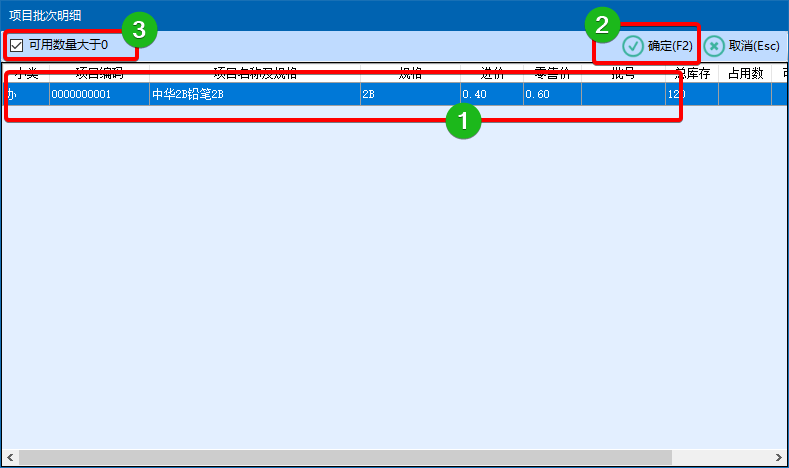 项目批次明细
3
可用数量大于0
2
确定(F2)
取消(Esc)
小类 项目编码 项目名称及规格 规格 进价 零售价 批号 总库存 占用数
办 0000000001 中华2B铅笔2B 2B 0.40 0.60 120
1